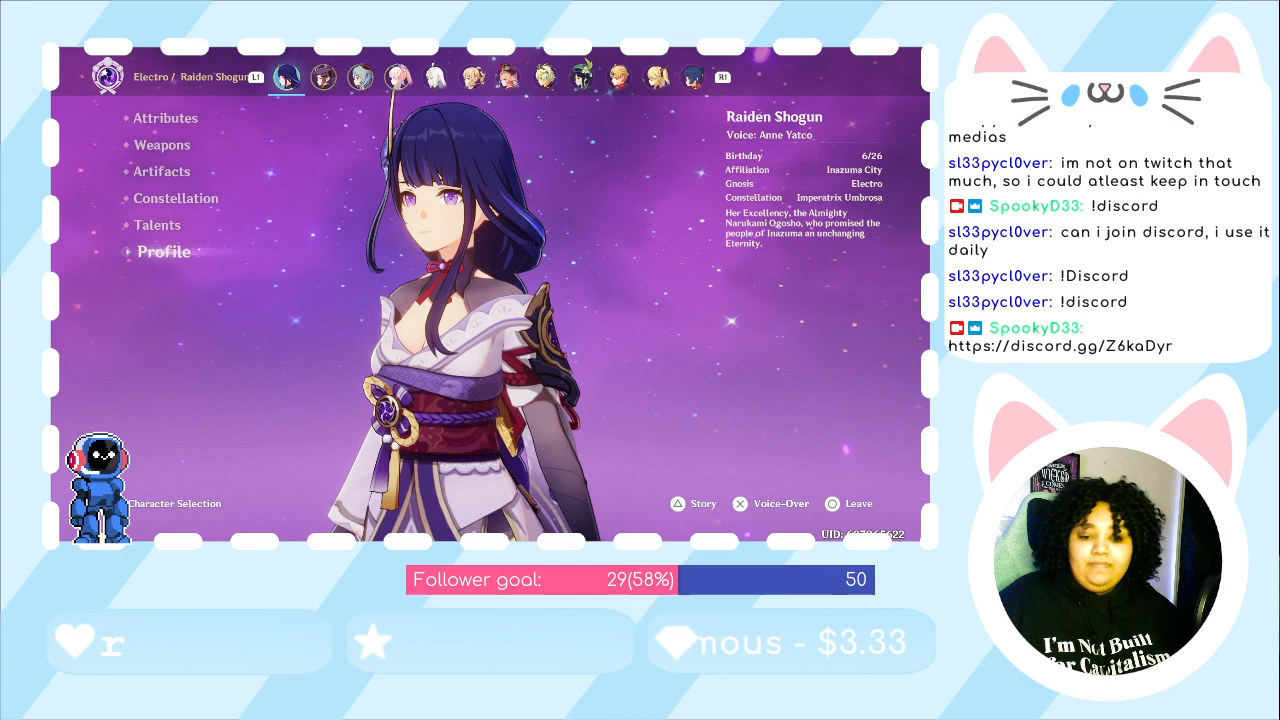 Electro / Raiden Shogun
L1
R1
Attributes
Weapons
Artifacts
Constellation
Talents
Profile
Character Selection
Raiden Shogun
Voice: Anne Yatco
Birthday 6/26
Affiliation Inazuma City
Gnosis Electro
Constellation Imperatrix Umbrosa
Her Excellency, the Almighty
Narukami Ogosho, who promised the
people of Inazuma an unchanging
Eternity.
Story
Voice-Over
Leave
UID:
medias
sl33pycl0ver: im not on twitch that
much, so i could atleast keep in touch
SpookyD33: !discord
sl33pycl0ver: can i join discord, i use it
daily
sl33pycl0ver: !Discord
sl33pycl0ver: !discord
SpookyD33:
https://discord.gg/Z6kaDyr
Follower goal: 29(58%) 50
r
mous - $3.33
WICKED
I'm Not Built
For Capitalism